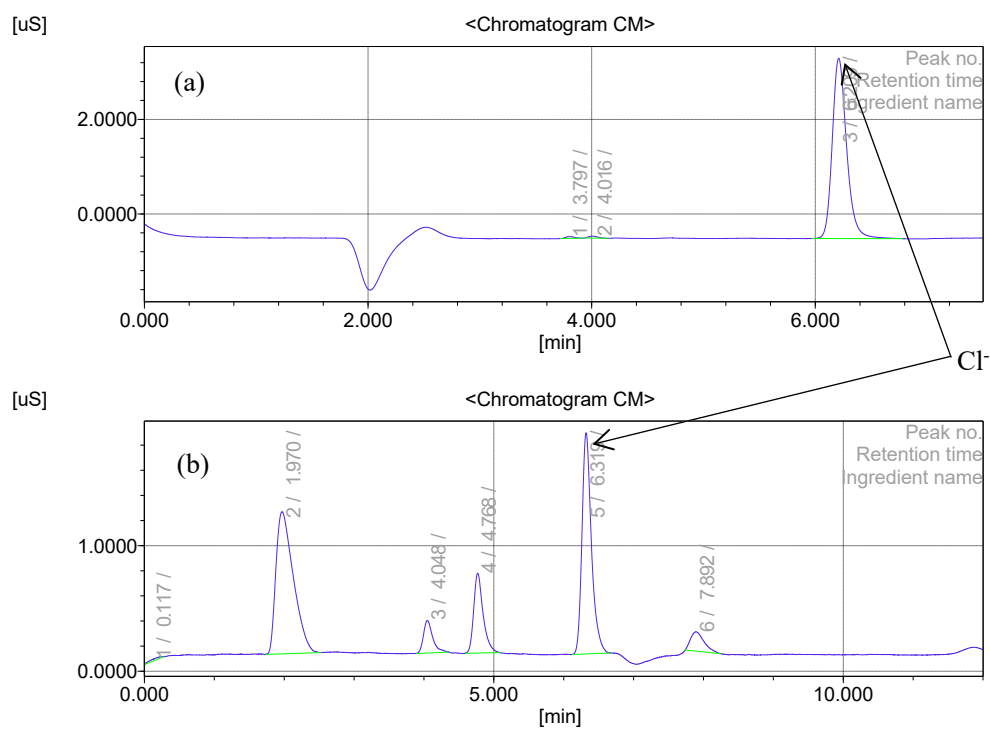 [uS]
<Chromatogram CM>
(a)
Peak no.
Retention time
Ingredient name
2.0000
0.0000
1 / 3.797 /
2 / 4.016 /
0.000
2.000
4.000
6.000
[min]
Cl-
[uS]
<Chromatogram CM>
(b)
Peak no.
Retention time
Ingredient name
1.0000
0.0000
1 / 0.117 /
2 / 1.970 /
3 / 4.048 /
4 / 4.768 /
5 / 6.319 /
6 / 7.892 /
0.000
5.000
10.000
[min]